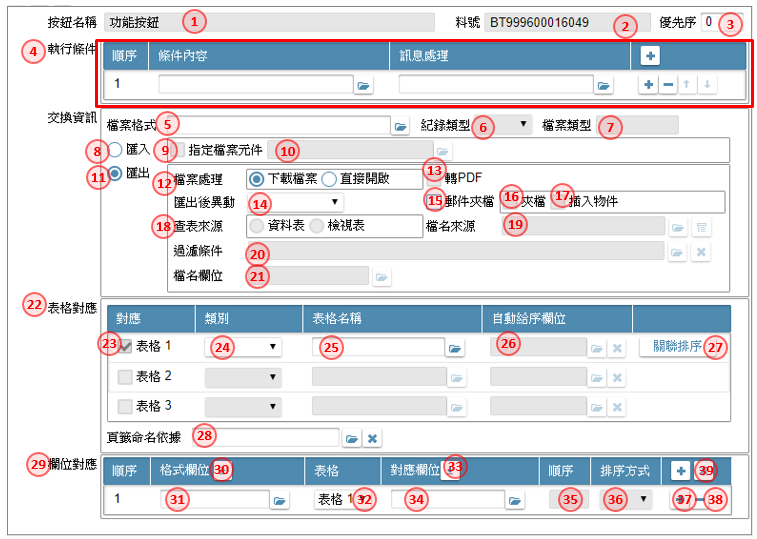 按鈕名稱 功能按鈕 1 料號 BT999600016049 2 優先序 0 3
4 執行條件 順序 條件內容 訊息處理
1
交換資訊 檔案格式 5 紀錄類型 6 檔案類型 7
8 匯入 9 指定檔案元件 10
11 匯出 12 檔案處理 下載檔案 直接開啟 13 轉PDF
匯出後異動 14 15 郵件夾檔 16 夾檔 17 插入物件
18 查表來源 資料表 檢視表 檔名來源 19
過濾條件 20
檔名欄位 21
22 表格對應 對應 類別 表格名稱 自動給序欄位
23 表格 1 24 25 26 關聯排序 27
表格 2
表格 3
頁籤命名依據 28
29 欄位對應 順序 格式欄位 30 表格 對應欄位 33 順序 排序方式 39
1 31 表格 1 32 34 35 36 37 38